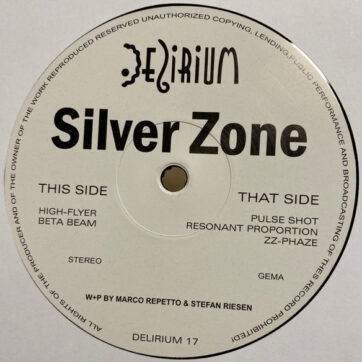 DELIRIUM
Silver Zone
THIS SIDE
HIGH-FLYER
BETA BEAM
STEREO
THAT SIDE
PULSE SHOT
RESONANT PROPORTION
ZZ-PHAZE
GEMA
W+P BY MARCO REPETTO & STEFAN RIESEN
DELIRIUM 17
ALL RIGHTS OF THE PRODUCER AND OF THE OWNER OF THE WORK REPRODUCED RESERVED UNAUTHORIZED COPYING, LENDING, PUBLIC PERFORMANCE AND BROADCASTING OF THES RECORD PROHIBITED!